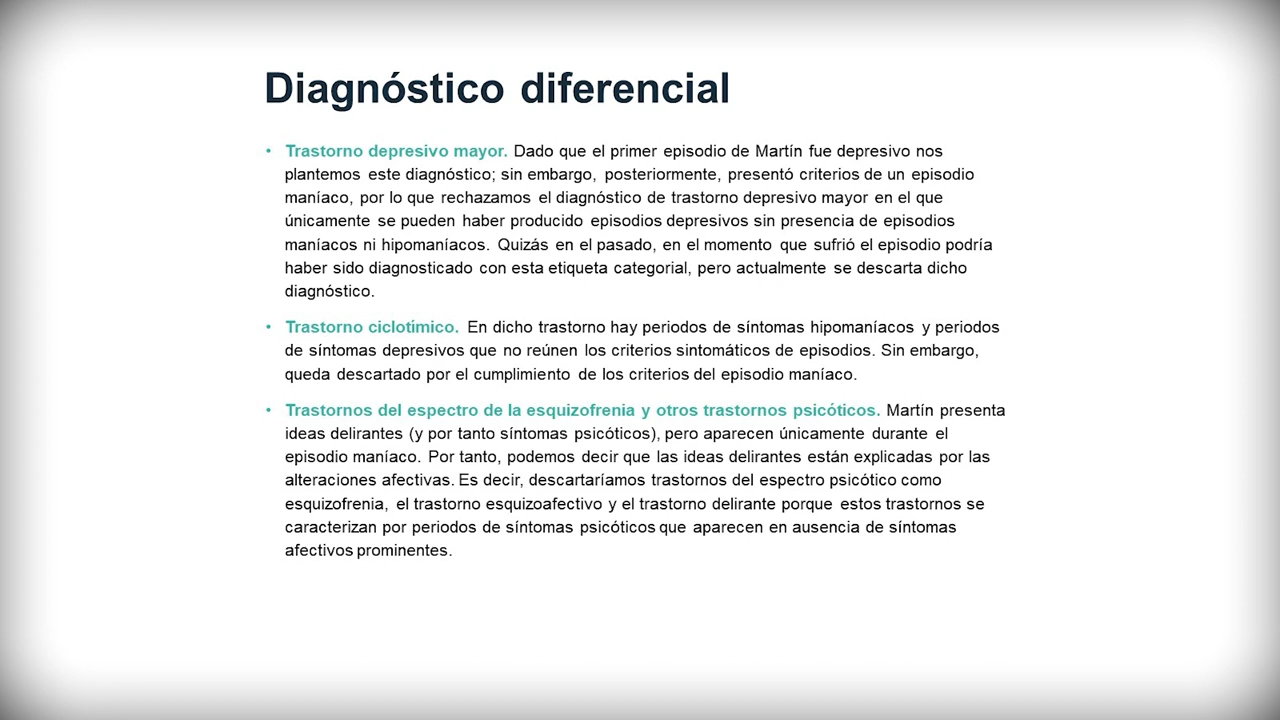 Diagnóstico diferencial
• Trastorno depresivo mayor. Dado que el primer episodio de Martín fue depresivo nos
plantemos este diagnóstico; sin embargo, posteriormente, presentó criterios de un episodio
maníaco, por lo que rechazamos el diagnóstico de trastorno depresivo mayor en el que
únicamente se pueden haber producido episodios depresivos sin presencia de episodios
maníacos ni hipomaníacos. Quizás en el pasado, en el momento que sufrió el episodio podría
haber sido diagnosticado con esta etiqueta categorial, pero actualmente se descarta dicho
diagnóstico.
• Trastorno ciclotímico. En dicho trastorno hay periodos de síntomas hipomaníacos y periodos
de síntomas depresivos que no reúnen los criterios sintomáticos de episodios. Sin embargo,
queda descartado por el cumplimiento de los criterios del episodio maníaco.
• Trastornos del espectro de la esquizofrenia y otros trastornos psicóticos. Martín presenta
ideas delirantes (y por tanto síntomas psicóticos), pero aparecen únicamente durante el
episodio maníaco. Por tanto, podemos decir que las ideas delirantes están explicadas por las
alteraciones afectivas. Es decir, descartaríamos trastornos del espectro psicótico como
esquizofrenia, el trastorno esquizoafectivo y el trastorno delirante porque estos trastornos se
caracterizan por periodos de síntomas psicóticos que aparecen en ausencia de síntomas
afectivos prominentes.